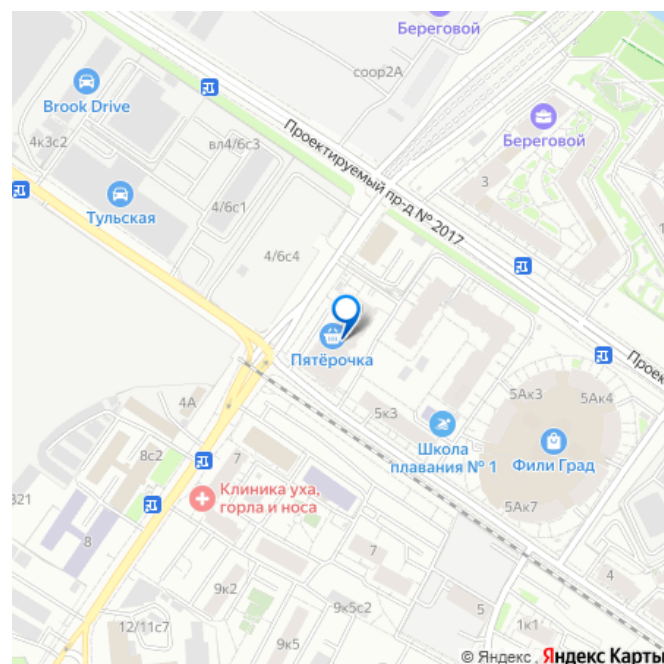 Береговой
соор2А
Brook Drive
Проектируемый пр-д № 2017
4к3с2
вл4/6с3
Береговой
3
Тульская
4/6с1
4/6с4
Пятёрочка
Проекти
5Ак3
5Ак4
4А
5к3
Школа
плавания № 1
Фили Град
8с2
7
Клиника уха,
горла и носа
321
5Ак7
8
7
9к2
4
9к5с2
5
12/11с7
1к1
9к5
© Яндекс Яндекс Карты